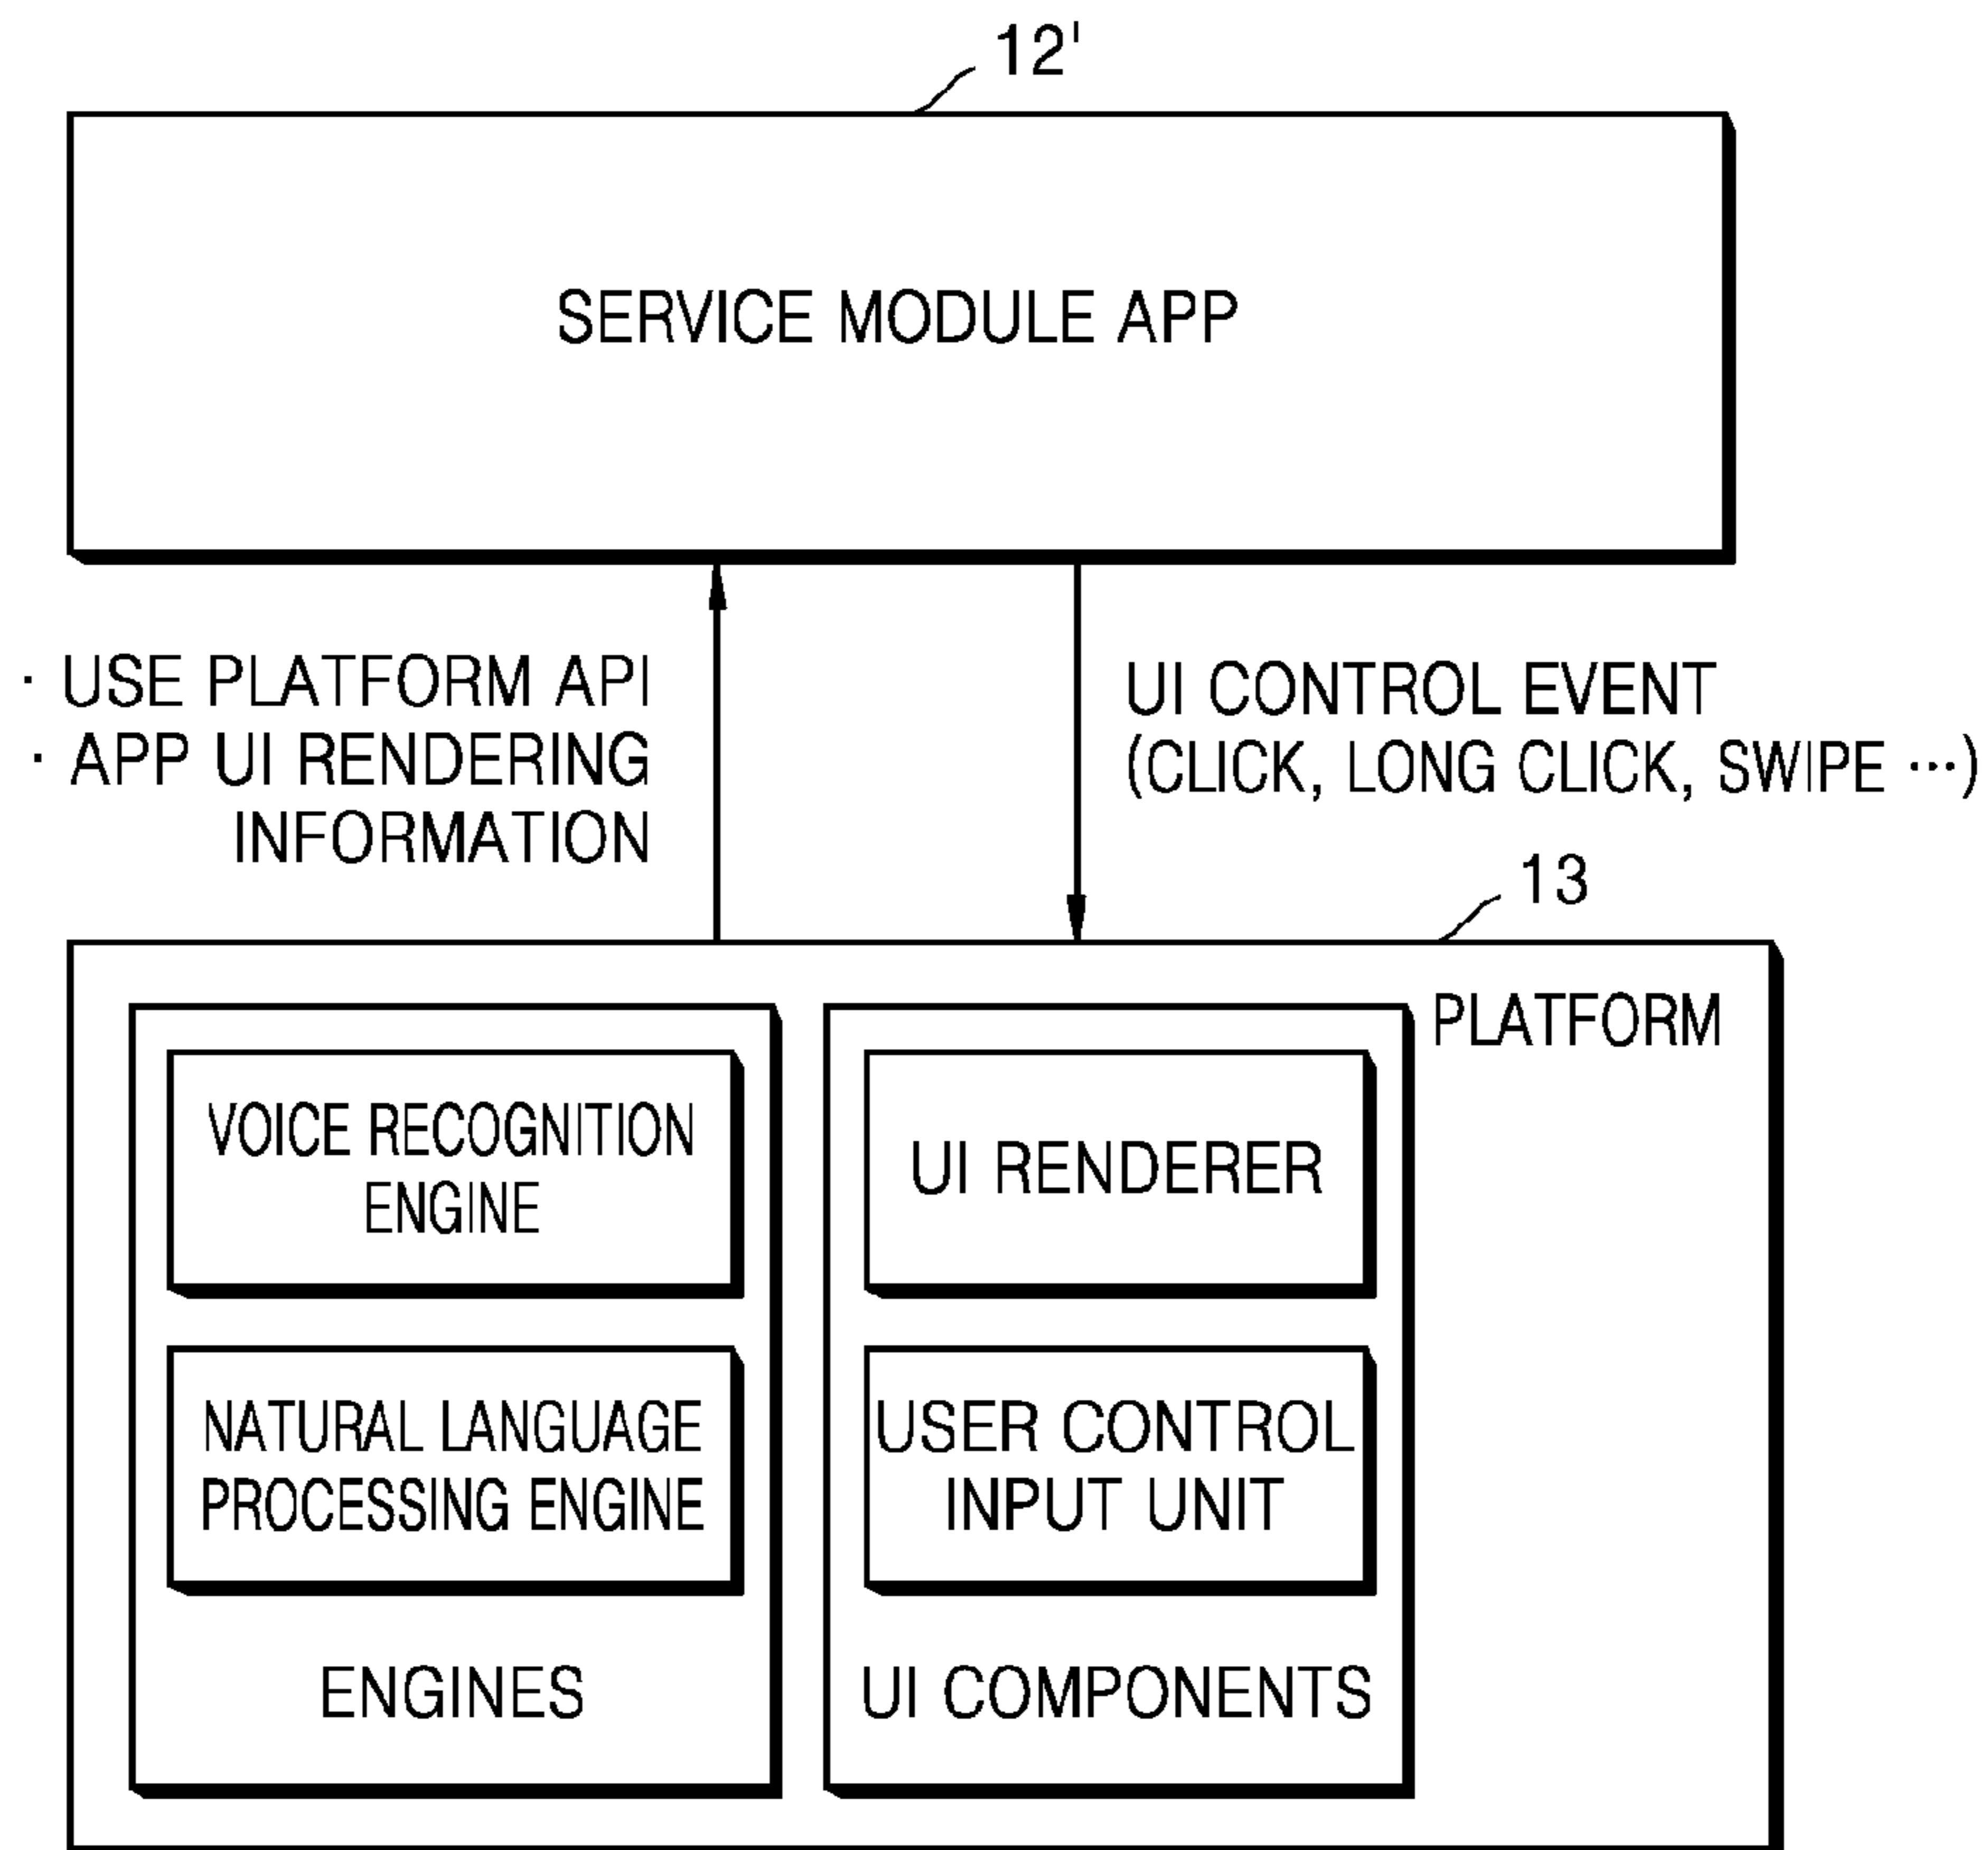 12'
SERVICE MODULE APP
· USE PLATFORM API
· APP UI RENDERING
INFORMATION
UI CONTROL EVENT
(CLICK, LONG CLICK, SWIPE ···)
13
PLATFORM
VOICE RECOGNITION
ENGINE
NATURAL LANGUAGE
PROCESSING ENGINE
ENGINES
UI RENDERER
USER CONTROL
INPUT UNIT
UI COMPONENTS